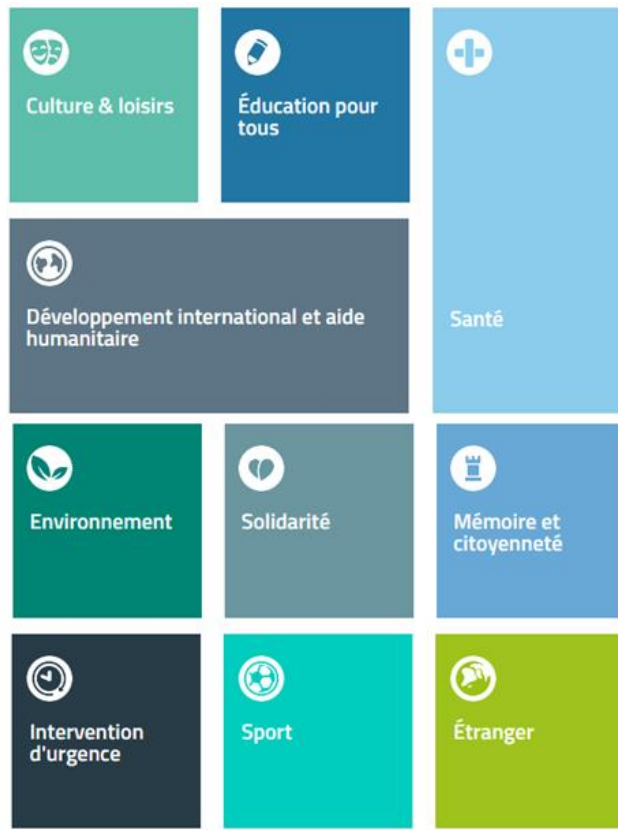 Culture & loisirs
Éducation pour
tous
Développement international et aide
humanitaire
Santé
Environnement
Solidarité
Mémoire et
citoyenneté
Intervention
d'urgence
Sport
Étranger